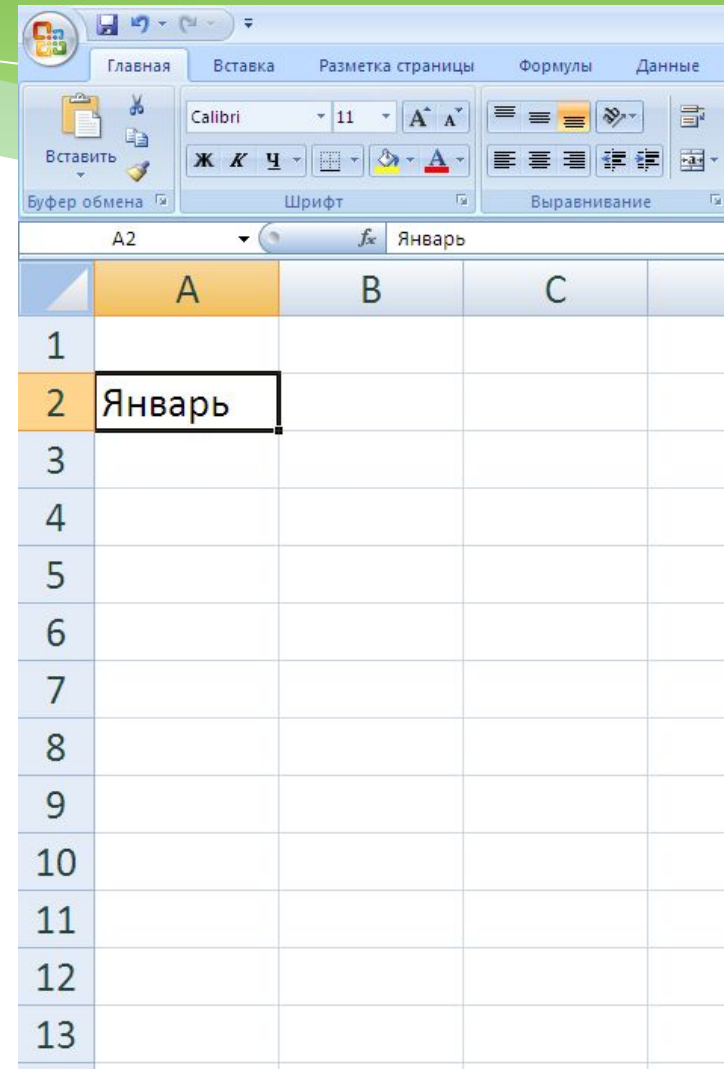 Главная Вставка Разметка страницы Формулы Данные
Calibri 11 A A
Вставить Ж К Ч A
Буфер обмена Шрифт Выравнивание
A2 fx Январь
A B C
1
2 Январь
3
4
5
6
7
8
9
10
11
12
13